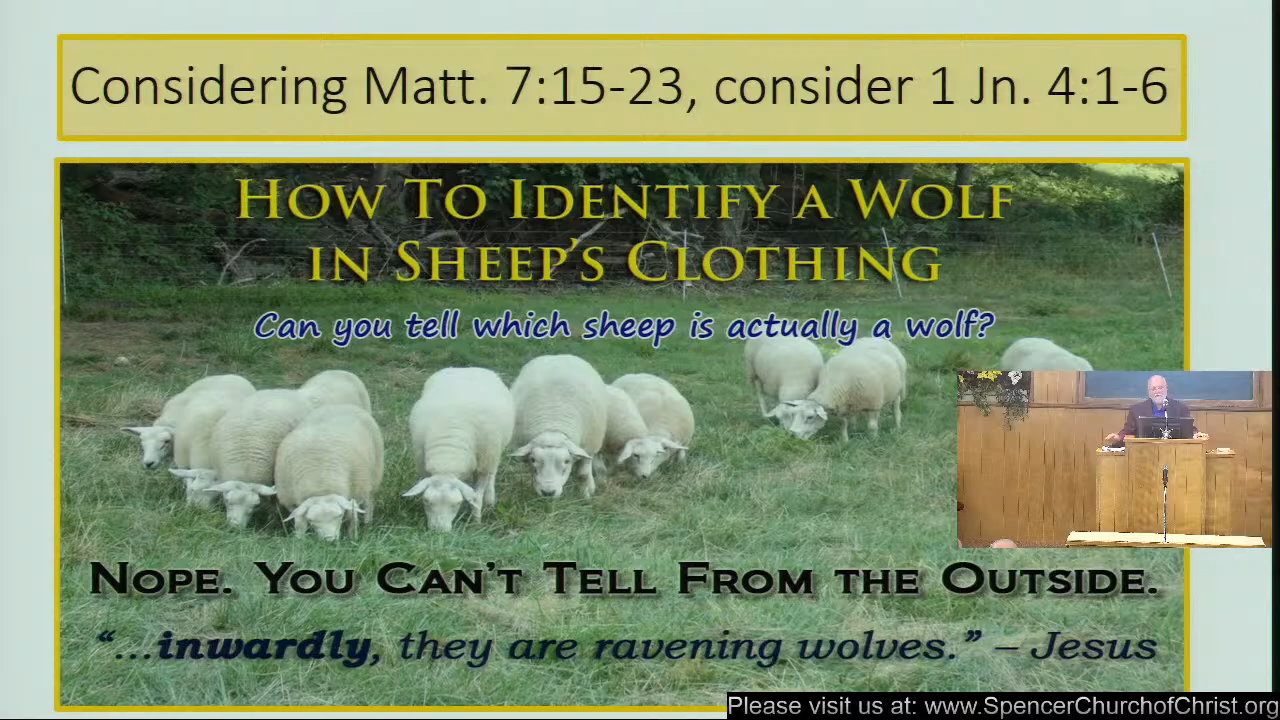 Considering Matt. 7:15-23, consider 1 Jn. 4:1-6
How To Identify a Wolf
in Sheep's Clothing
Can you tell which sheep is actually a wolf?
Nope. You Can't Tell From the Outside.
“...inwardly, they are ravening wolves.” – Jesus
Please visit us at: www.SpencerChurchofChrist.org